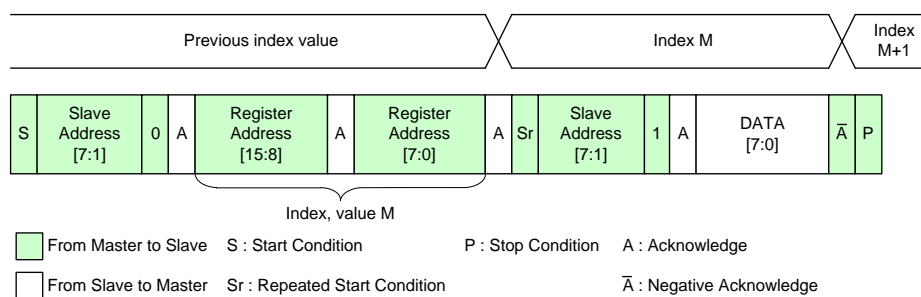 Previous index value
Index M
Index
M+1
S
Slave
Address
[7:1]
0
A
Register
Address
[15:8]
A
Register
Address
[7:0]
A
Sr
Slave
Address
[7:1]
1
A
DATA
[7:0]
A̅
P
Index, value M
From Master to Slave
S : Start Condition
P : Stop Condition
A : Acknowledge
From Slave to Master
Sr : Repeated Start Condition
A̅ : Negative Acknowledge